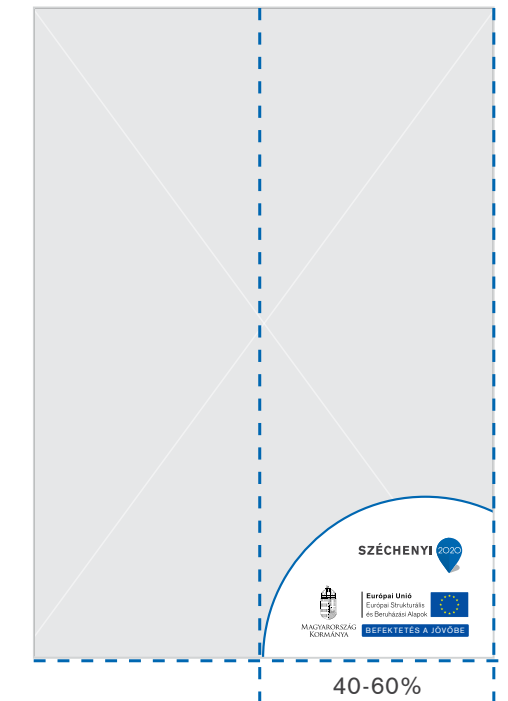 SZÉCHENYI 2020
Európai Unió
Európai Strukturális
és Beruházási Alapok
MAGYARORSZÁG
KORMÁNYA
BEFEKTETÉS A JÖVŐBE
40-60%